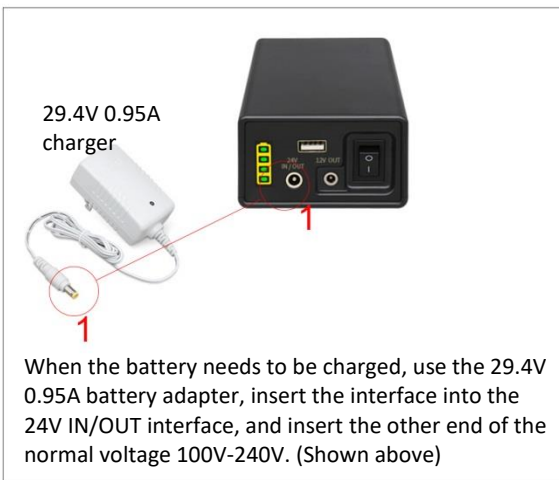 29.4V 0.95A
charger
24V
IN/OUT
12V OUT
O
I
1
1
When the battery needs to be charged, use the 29.4V
0.95A battery adapter, insert the interface into the
24V IN/OUT interface, and insert the other end of the
normal voltage 100V-240V. (Shown above)